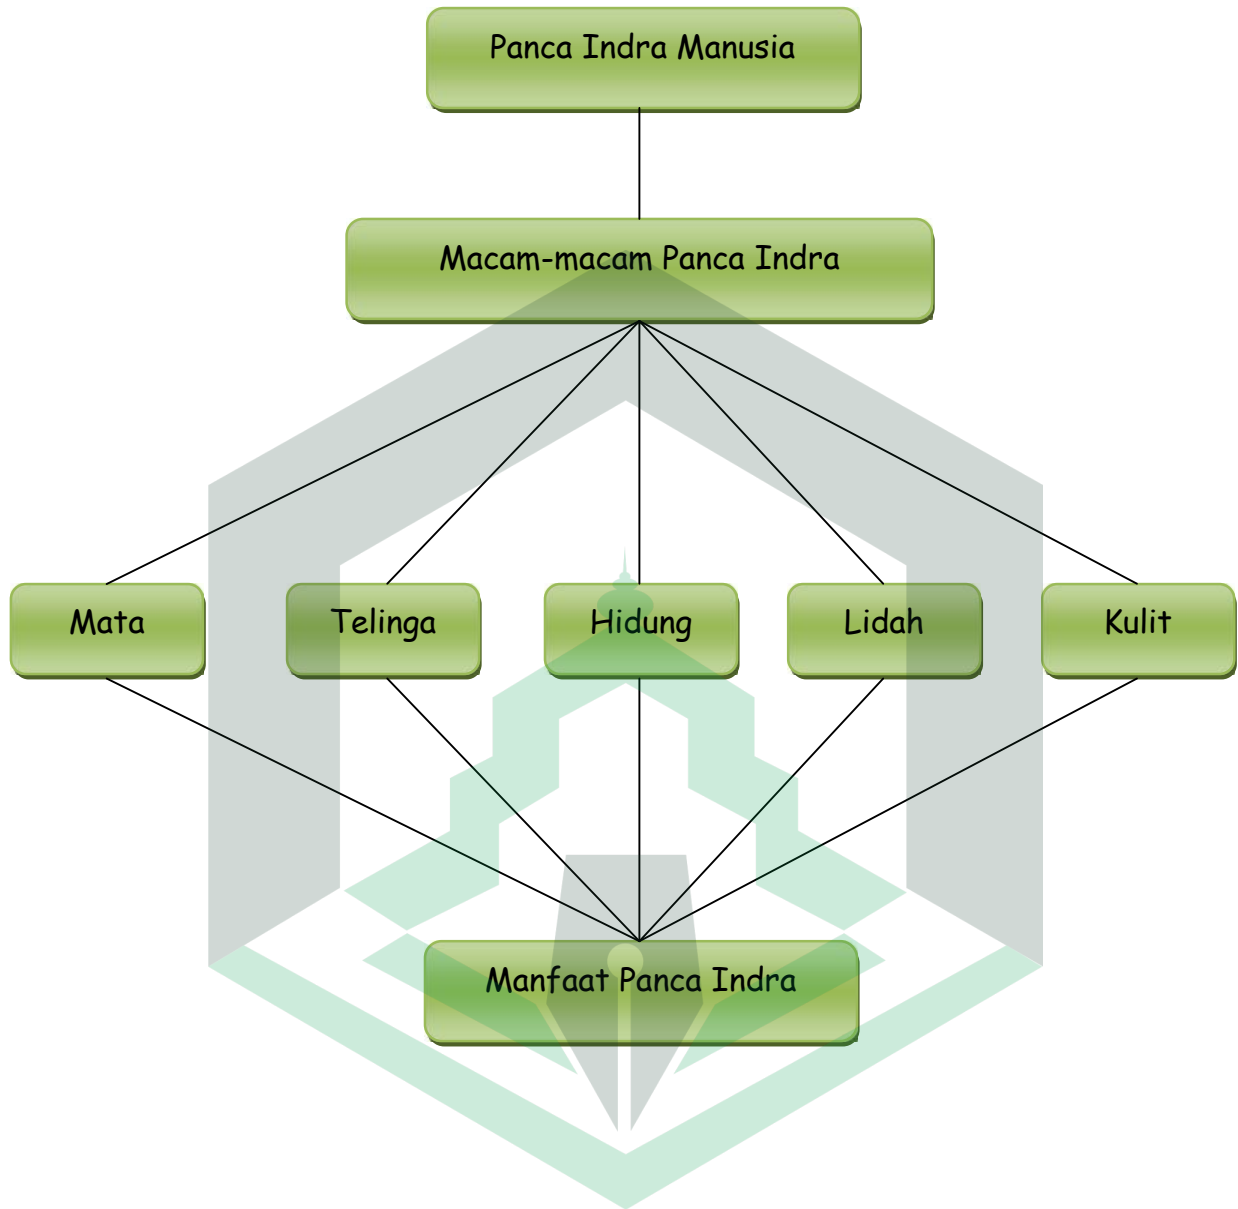 Panca Indra Manusia
Macam-macam Panca Indra
Mata
Telinga
Hidung
Lidah
Kulit
Manfaat Panca Indra